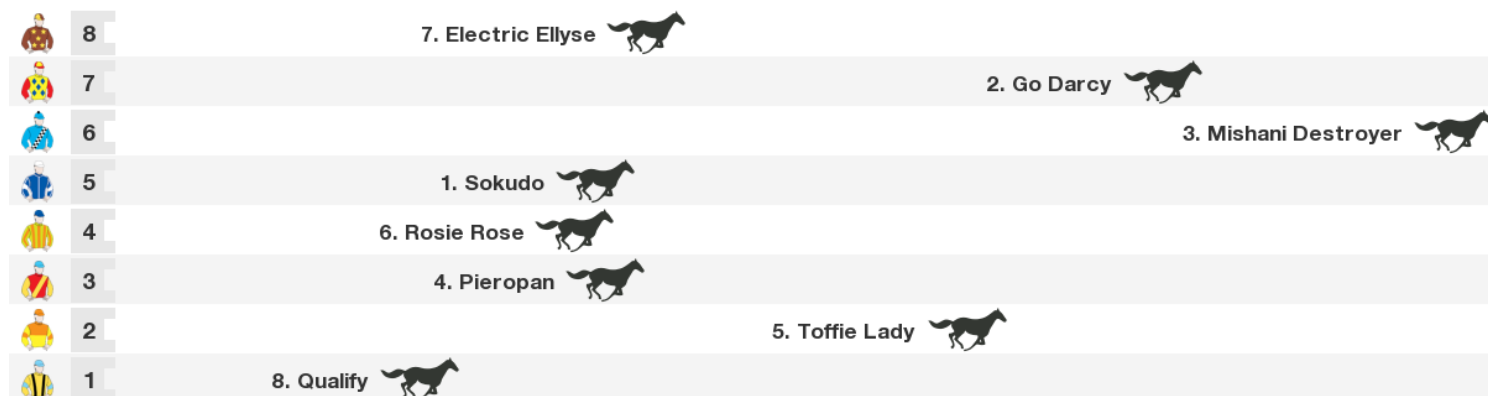 8 7. Electric Ellyse
7 2. Go Darcy
6 3. Mishani Destroyer
5 1. Sokudo
4 6. Rosie Rose
3 4. Pieropan
2 5. Toffie Lady
1 8. Qualify